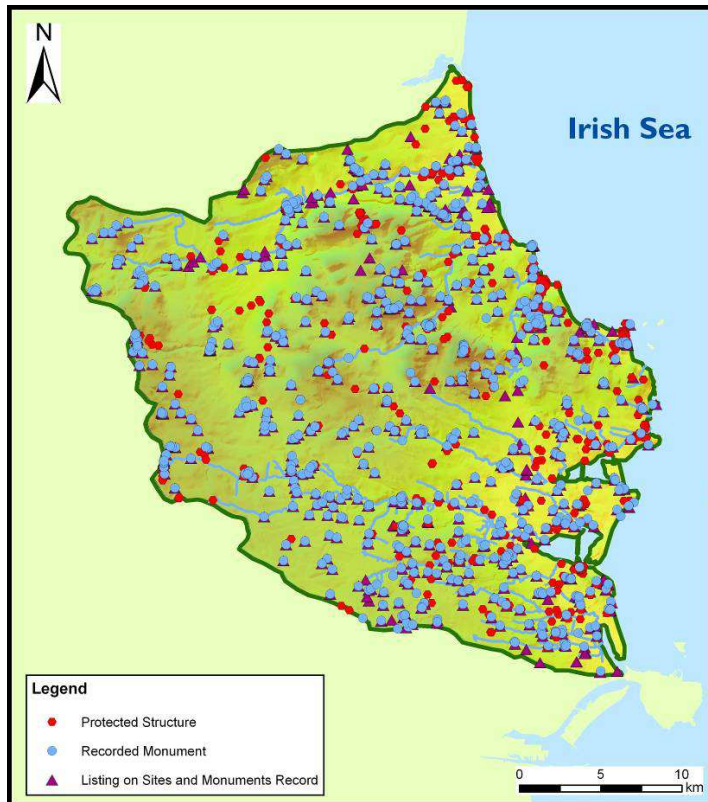 N
Irish Sea
Legend
Protected Structure
Recorded Monument
Listing on Sites and Monuments Record
0 5 10
km